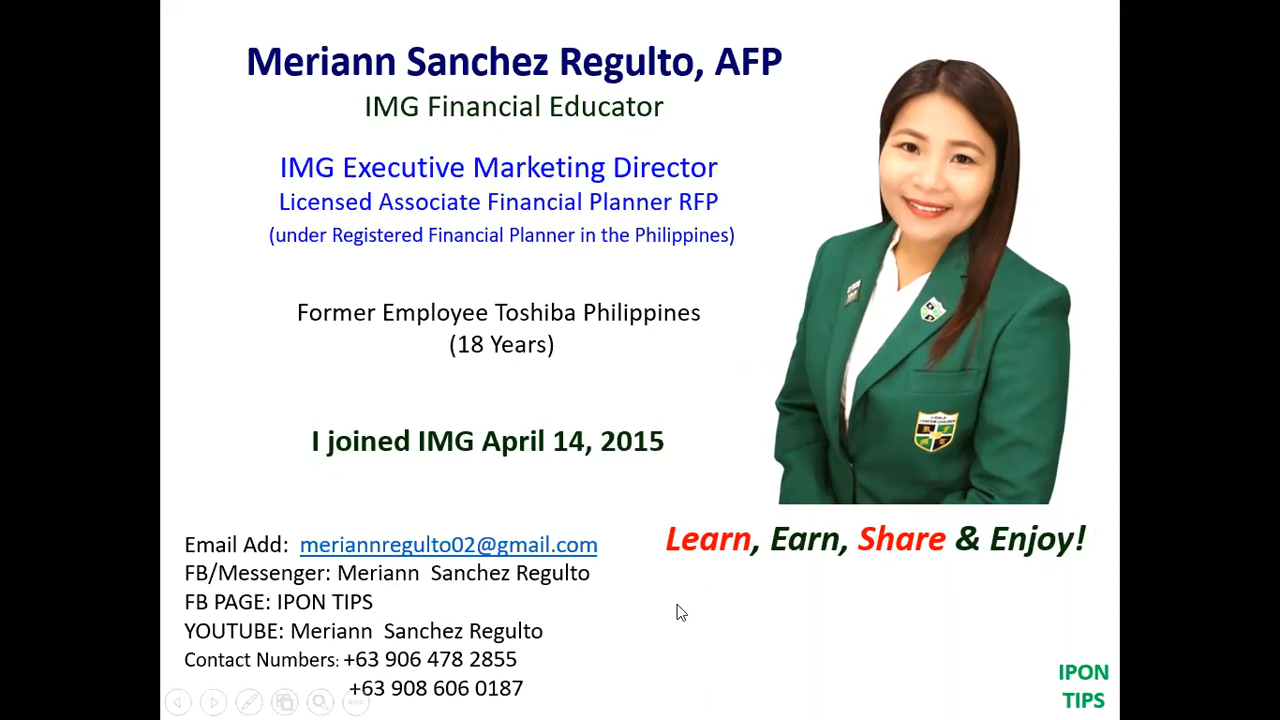 Meriann Sanchez Regulto, AFP
IMG Financial Educator
IMG Executive Marketing Director
Licensed Associate Financial Planner RFP
(under Registered Financial Planner in the Philippines)
Former Employee Toshiba Philippines
(18 Years)
I joined IMG April 14, 2015
Learn, Earn, Share & Enjoy!
Email Add: meriannregulto02@gmail.com
FB/Messenger: Meriann Sanchez Regulto
FB PAGE: IPON TIPS
YOUTUBE: Meriann Sanchez Regulto
Contact Numbers: +63 906 478 2855
+63 908 606 0187
IPON
TIPS